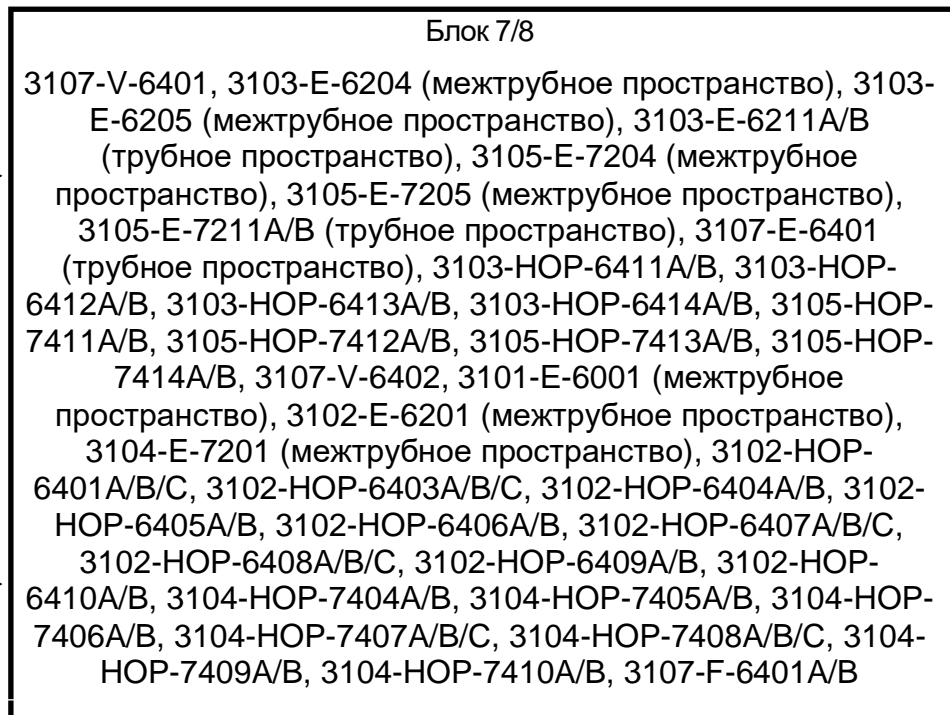 Блок 7/8
3107-V-6401, 3103-E-6204 (межтрубное пространство), 3103-
E-6205 (межтрубное пространство), 3103-E-6211A/B
(трубное пространство), 3105-E-7204 (межтрубное
пространство), 3105-E-7205 (межтрубное пространство),
3105-E-7211A/B (трубное пространство), 3107-E-6401
(трубное пространство), 3103-HOP-6411A/B, 3103-HOP-
6412A/B, 3103-HOP-6413A/B, 3103-HOP-6414A/B, 3105-HOP-
7411A/B, 3105-HOP-7412A/B, 3105-HOP-7413A/B, 3105-HOP-
7414A/B, 3107-V-6402, 3101-E-6001 (межтрубное
пространство), 3102-E-6201 (межтрубное пространство),
3104-E-7201 (межтрубное пространство), 3102-HOP-
6401A/B/C, 3102-HOP-6403A/B/C, 3102-HOP-6404A/B, 3102-
HOP-6405A/B, 3102-HOP-6406A/B, 3102-HOP-6407A/B/C,
3102-HOP-6408A/B/C, 3102-HOP-6409A/B, 3102-HOP-
6410A/B, 3104-HOP-7404A/B, 3104-HOP-7405A/B, 3104-HOP-
7406A/B, 3104-HOP-7407A/B/C, 3104-HOP-7408A/B/C, 3104-
HOP-7409A/B, 3104-HOP-7410A/B, 3107-F-6401A/B